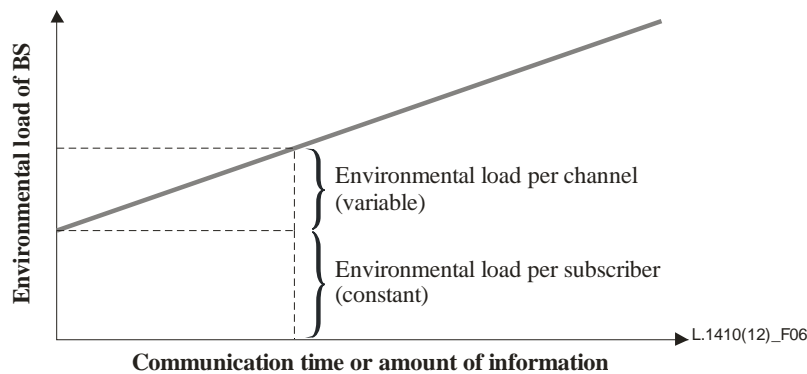 Environmental load of BS
Environmental load per channel
(variable)
Environmental load per subscriber
(constant)
L.1410(12)_F06
Communication time or amount of information